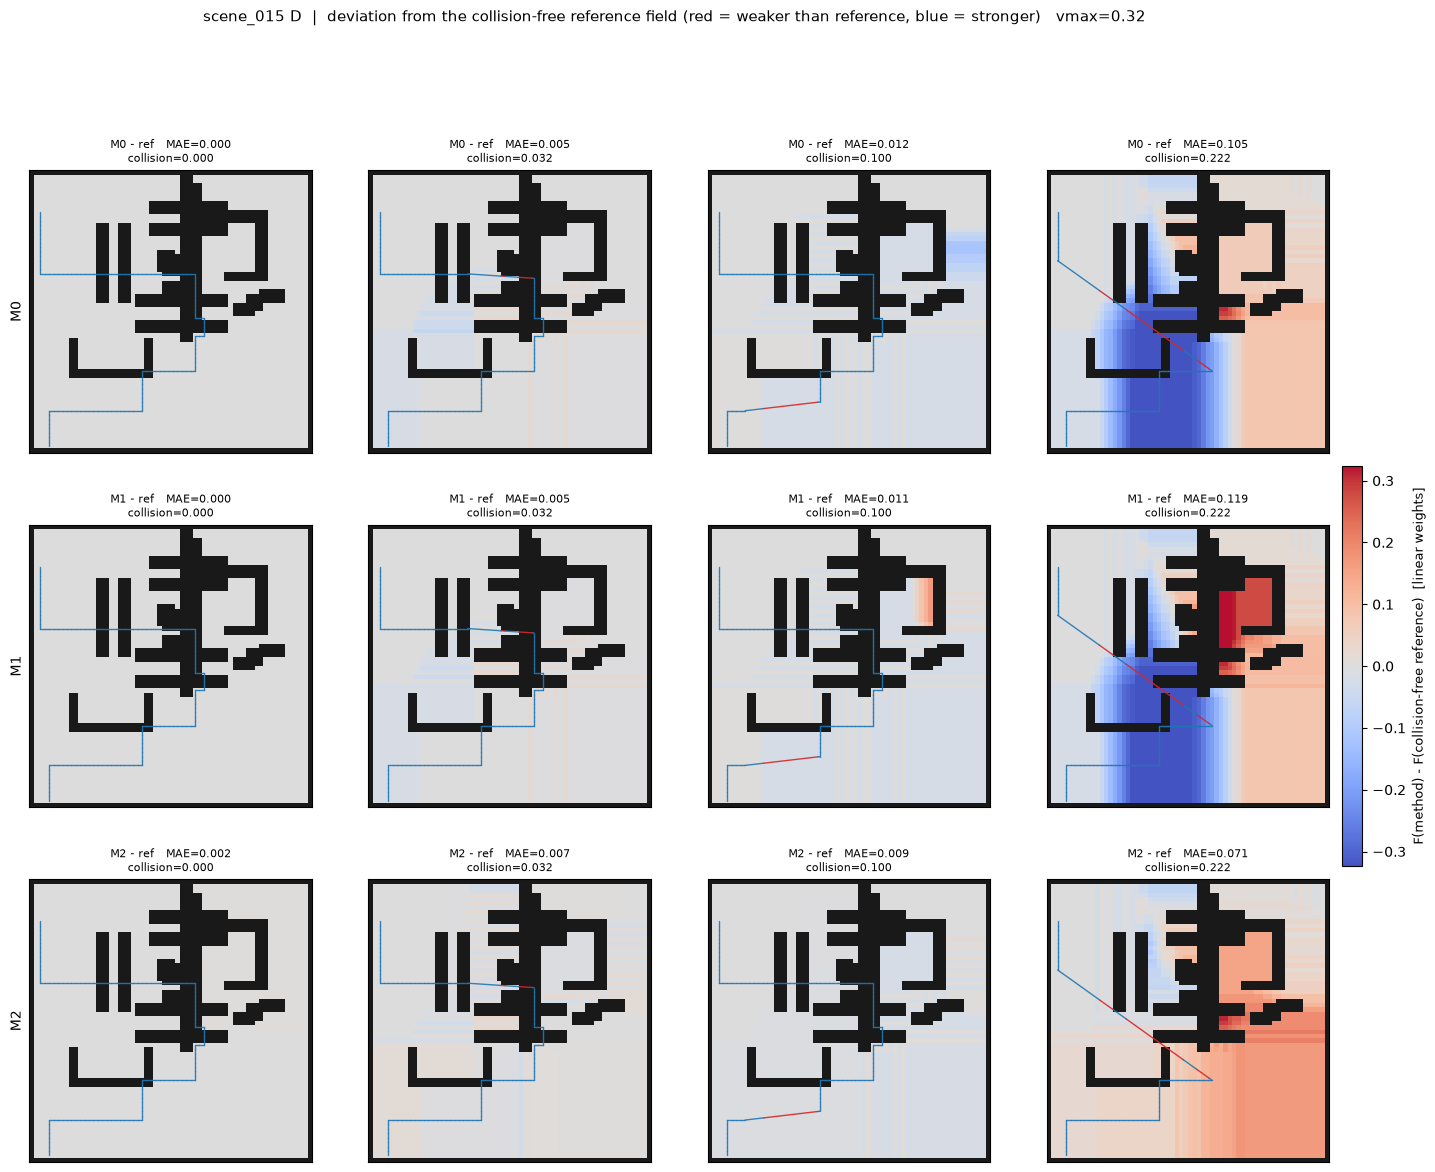 scene_015 D  |  deviation from the collision-free reference field (red = weaker than reference, blue = stronger)   vmax=0.32
M0 - ref   MAE=0.000
collision=0.000
M0 - ref   MAE=0.005
collision=0.032
M0 - ref   MAE=0.012
collision=0.100
M0 - ref   MAE=0.105
collision=0.222
M0
M1 - ref   MAE=0.000
collision=0.000
M1 - ref   MAE=0.005
collision=0.032
M1 - ref   MAE=0.011
collision=0.100
M1 - ref   MAE=0.119
collision=0.222
M1
M2 - ref   MAE=0.002
collision=0.000
M2 - ref   MAE=0.007
collision=0.032
M2 - ref   MAE=0.009
collision=0.100
M2 - ref   MAE=0.071
collision=0.222
M2
0.3
0.2
0.1
0.0
−0.1
−0.2
−0.3
F(method) - F(collision-free reference)  [linear weights]